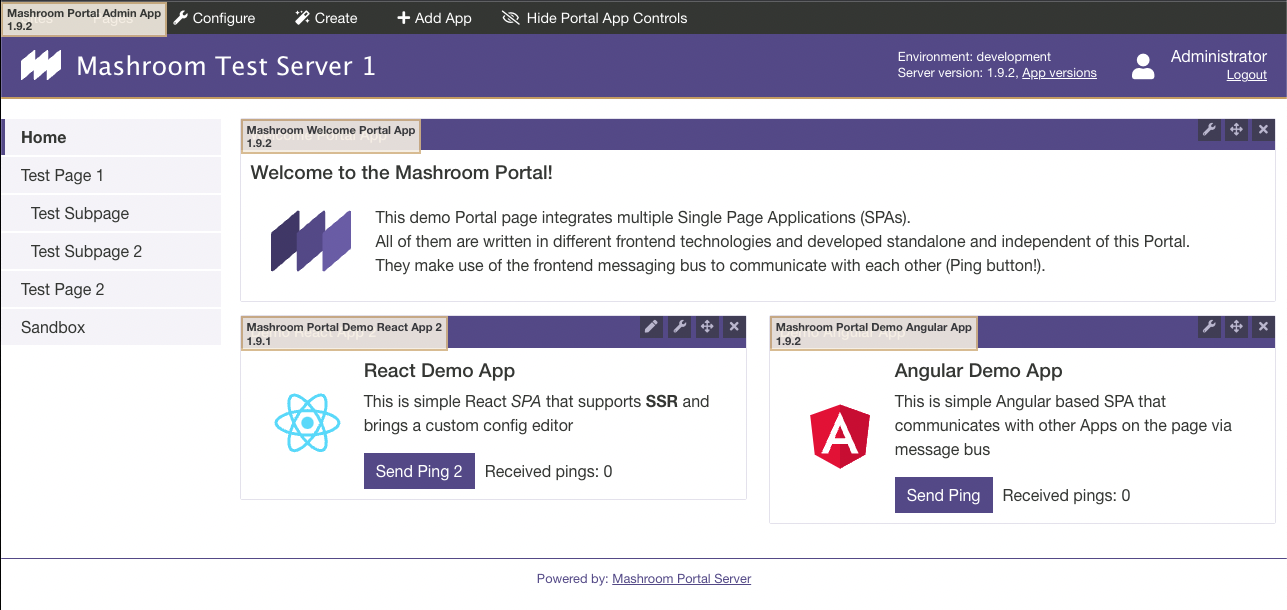 Mashroom Portal Admin App
1.9.2
Configure
Create
Add App
Hide Portal App Controls
Mashroom Test Server 1
Environment: development
Server version: 1.9.2, App versions
Administrator
Logout
Home
Test Page 1
Test Subpage
Test Subpage 2
Test Page 2
Sandbox
Mashroom Welcome Portal App
1.9.2
Welcome to the Mashroom Portal!
This demo Portal page integrates multiple Single Page Applications (SPAs).
All of them are written in different frontend technologies and developed standalone and independent of this Portal.
They make use of the frontend messaging bus to communicate with each other (Ping button!).
Mashroom Portal Demo React App 2
1.9.1
React Demo App
This is simple React SPA that supports SSR and
brings a custom config editor
Send Ping 2
Received pings: 0
Mashroom Portal Demo Angular App
1.9.2
Angular Demo App
This is simple Angular based SPA that
communicates with other Apps on the page via
message bus
Send Ping
Received pings: 0
Powered by: Mashroom Portal Server